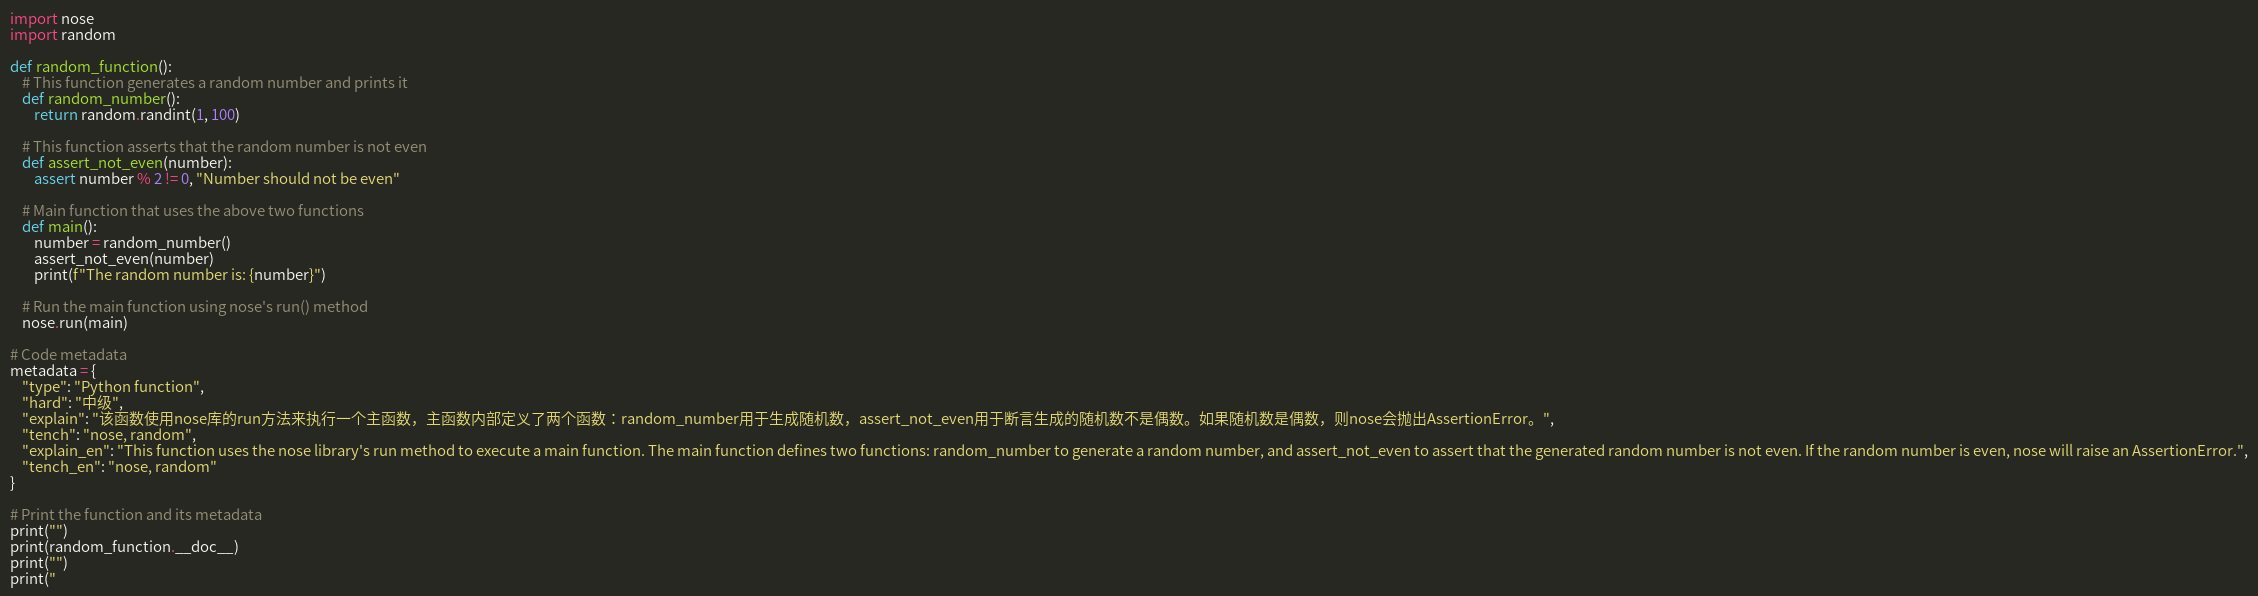 import nose
import random

def random_function():
    # This function generates a random number and prints it
    def random_number():
        return random.randint(1, 100)

    # This function asserts that the random number is not even
    def assert_not_even(number):
        assert number % 2 != 0, "Number should not be even"

    # Main function that uses the above two functions
    def main():
        number = random_number()
        assert_not_even(number)
        print(f"The random number is: {number}")

    # Run the main function using nose's run() method
    nose.run(main)

# Code metadata
metadata = {
    "type": "Python function",
    "hard": "中级",
    "explain": "该函数使用nose库的run方法来执行一个主函数，主函数内部定义了两个函数：random_number用于生成随机数，assert_not_even用于断言生成的随机数不是偶数。如果随机数是偶数，则nose会抛出AssertionError。",
    "tench": "nose, random",
    "explain_en": "This function uses the nose library's run method to execute a main function. The main function defines two functions: random_number to generate a random number, and assert_not_even to assert that the generated random number is not even. If the random number is even, nose will raise an AssertionError.",
    "tench_en": "nose, random"
}

# Print the function and its metadata
print("")
print(random_function.__doc__)
print("")
print("